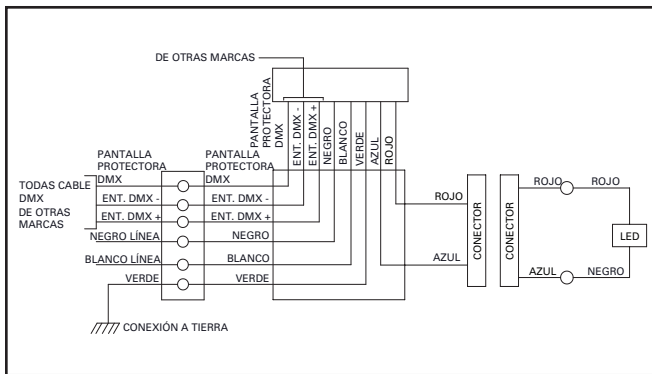 DE OTRAS MARCAS
PANTALLA
PROTECTORA
DMX
ENT. DMX -
ENT. DMX +
NEGRO
BLANCO
VERDE
AZUL
ROJO
PANTALLA
PROTECTORA
DMX
PANTALLA
PROTECTORA
DMX
TODAS CABLE
DMX
DE OTRAS
MARCAS
ENT. DMX -
ENT. DMX -
ENT. DMX +
ENT. DMX +
NEGRO LÍNEA
NEGRO
BLANCO LÍNEA
BLANCO
VERDE
VERDE
CONEXIÓN A TIERRA
ROJO
AZUL
CONECTOR
CONECTOR
ROJO
ROJO
LED
AZUL
NEGRO